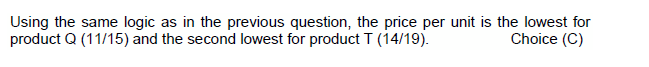 Using the same logic as in the previous question, the price per unit is the lowest for
product Q (11/15) and the second lowest for product T (14/19). Choice (C)